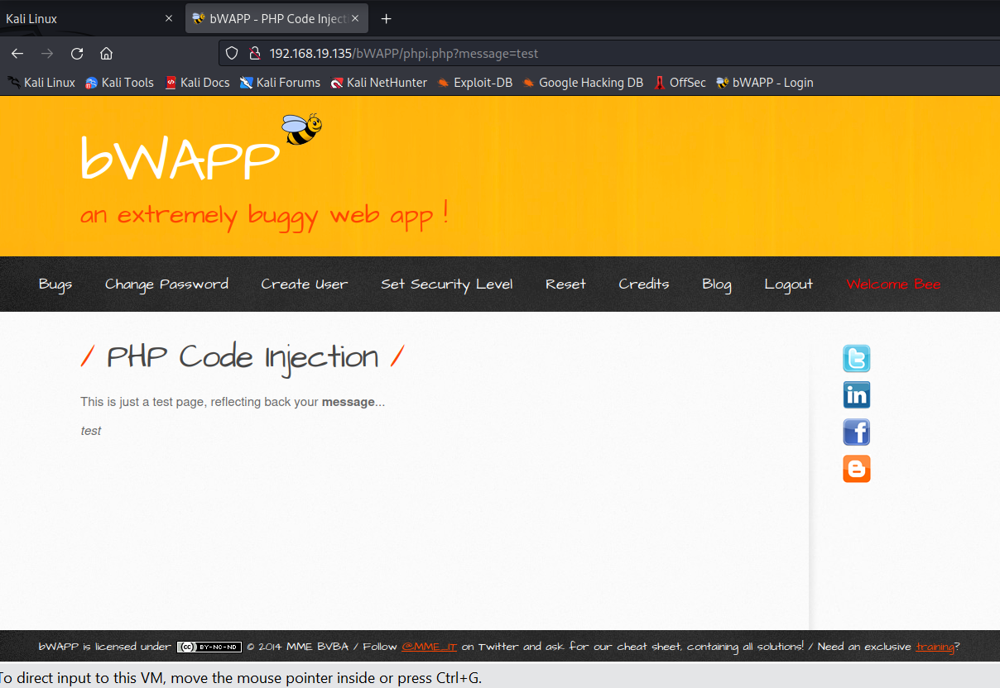 Kali Linux
bWAPP - PHP Code Inject
192.168.19.135/bWAPP/phpi.php?message=test
Kali Linux Kali Tools Kali Docs Kali Forums Kali NetHunter Exploit-DB Google Hacking DB OffSec bWAPP - Login
bWAPP
an extremely buggy web app !
Bugs Change Password Create User Set Security Level Reset Credits Blog Logout Welcome Bee
/ PHP Code Injection /
This is just a test page, reflecting back your message...
test
bWAPP is licensed under (cc) BY-NC-ND © 2014 MME BVBA / Follow @MME_IT on Twitter and ask for our cheat sheet, containing all solutions! / Need an exclusive training?
To direct input to this VM, move the mouse pointer inside or press Ctrl+G.